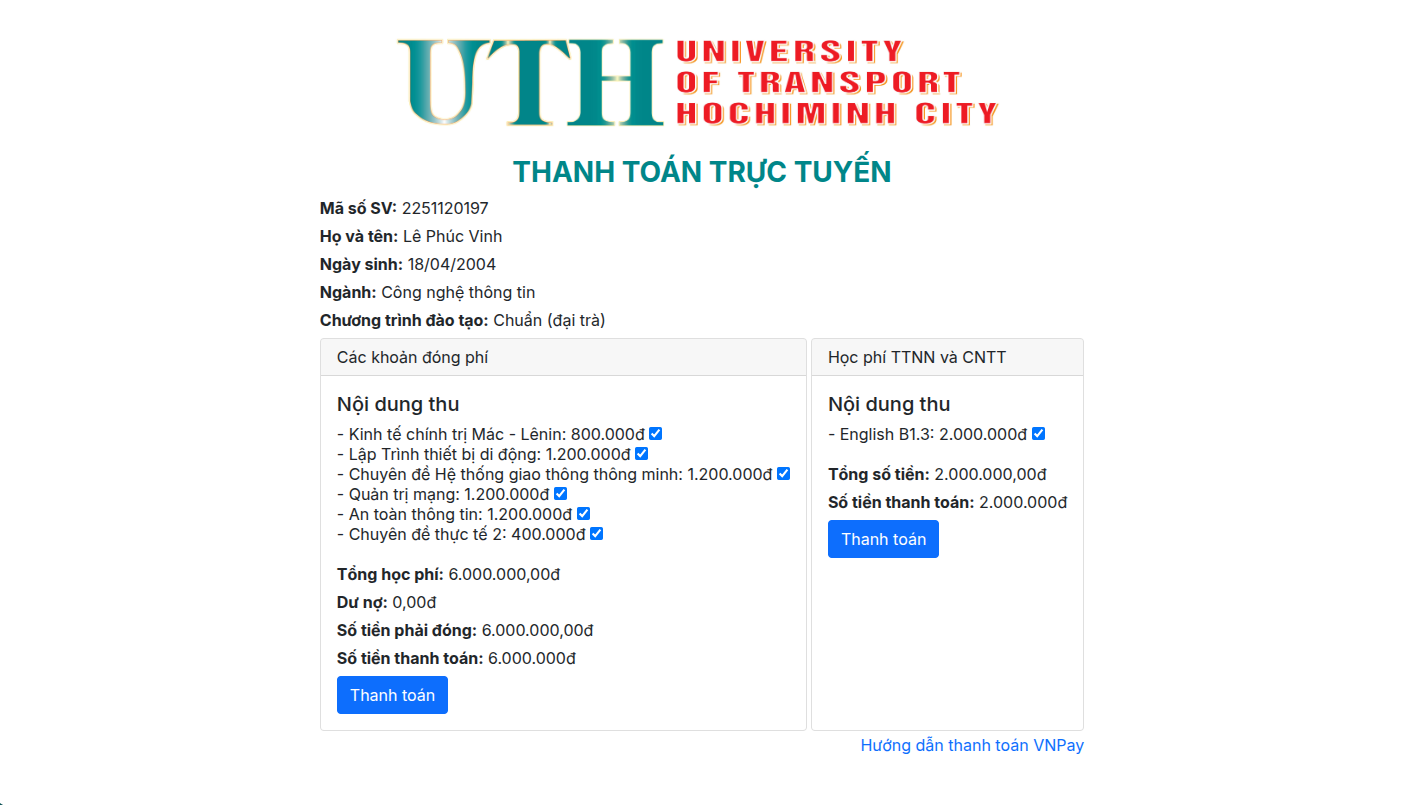 UTH
UNIVERSITY
OF TRANSPORT
HOCHIMINH CITY
THANH TOÁN TRỰC TUYẾN
Mã số SV: 2251120197
Họ và tên: Lê Phúc Vinh
Ngày sinh: 18/04/2004
Ngành: Công nghệ thông tin
Chương trình đào tạo: Chuẩn (đại trà)
Các khoản đóng phí
Nội dung thu
- Kinh tế chính trị Mác - Lênin: 800.000đ
- Lập Trình thiết bị di động: 1.200.000đ
- Chuyên đề Hệ thống giao thông thông minh: 1.200.000đ
- Quản trị mạng: 1.200.000đ
- An toàn thông tin: 1.200.000đ
- Chuyên đề thực tế 2: 400.000đ
Tổng học phí: 6.000.000,00đ
Dư nợ: 0,00đ
Số tiền phải đóng: 6.000.000,00đ
Số tiền thanh toán: 6.000.000đ
Thanh toán
Học phí TTNN và CNTT
Nội dung thu
- English B1.3: 2.000.000đ
Tổng số tiền: 2.000.000,00đ
Số tiền thanh toán: 2.000.000đ
Thanh toán
Hướng dẫn thanh toán VNPay